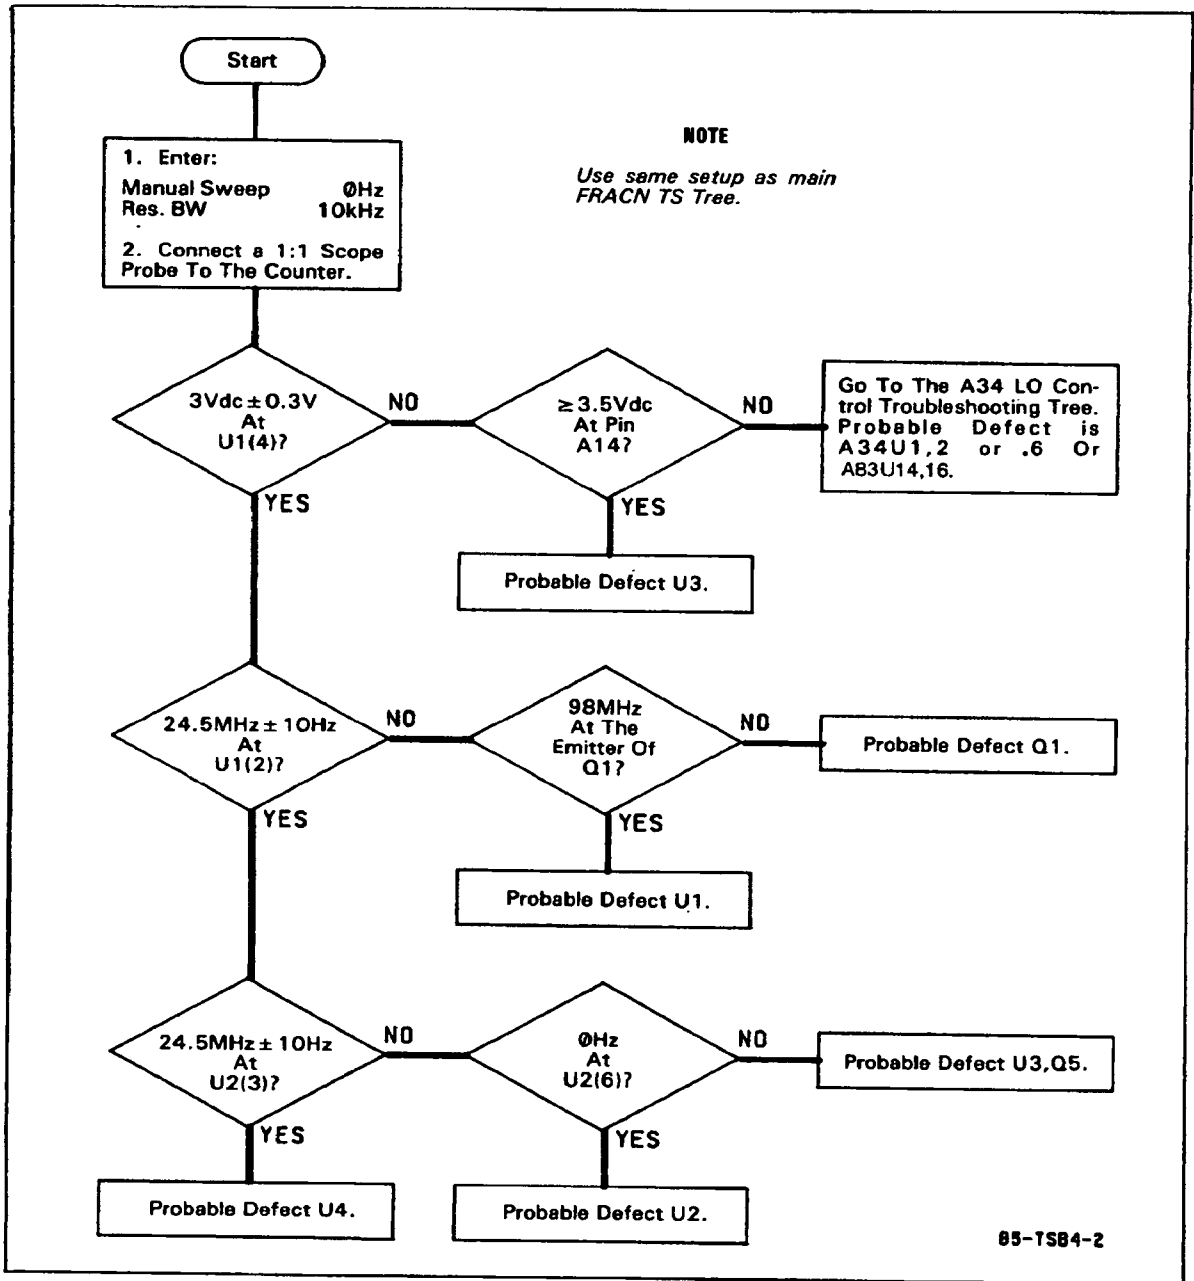 Start
NOTE
Use same setup as main
FRACN TS Tree.
1. Enter:
Manual Sweep 0Hz
Res. BW 10kHz
2. Connect a 1:1 Scope
Probe To The Counter.
3Vdc ± 0.3V
At
U1(4)?
NO
≥ 3.5Vdc
At Pin
A14?
NO
Go To The A34 LO Con-
trol Troubleshooting Tree.
Probable Defect is
A34U1,2 or .6 Or
A83U14,16.
YES
YES
Probable Defect U3.
24.5MHz ± 10Hz
At
U1(2)?
NO
98MHz
At The
Emitter Of
Q1?
NO
Probable Defect Q1.
YES
YES
Probable Defect U1.
24.5MHz ± 10Hz
At
U2(3)?
NO
0Hz
At
U2(6)?
NO
Probable Defect U3,Q5.
YES
YES
Probable Defect U4.
Probable Defect U2.
85-TSB4-2